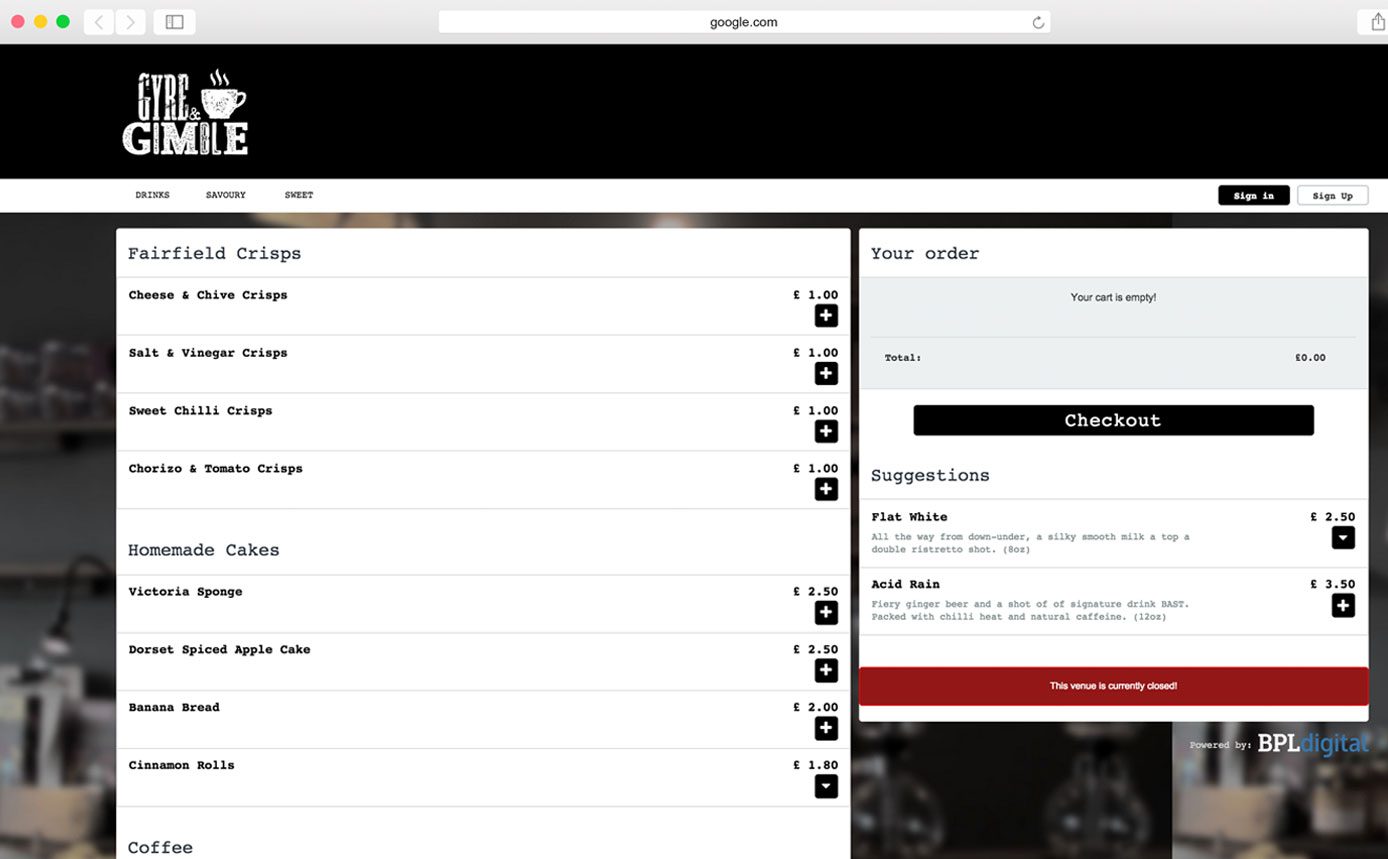 google.com
GYRE &
GIMBLE
DRINKS SAVOURY SWEET Sign in Sign Up
Fairfield Crisps
Cheese & Chive Crisps £ 1.00
Salt & Vinegar Crisps £ 1.00
Sweet Chilli Crisps £ 1.00
Chorizo & Tomato Crisps £ 1.00
Homemade Cakes
Victoria Sponge £ 2.50
Dorset Spiced Apple Cake £ 2.50
Banana Bread £ 2.00
Cinnamon Rolls £ 1.80
Coffee
Your order
Your cart is empty!
Total: £0.00
Checkout
Suggestions
Flat White £ 2.50
All the way from down-under, a silky smooth milk a top a
double ristretto shot. (8oz)
Acid Rain £ 3.50
Fiery ginger beer and a shot of of signature drink BAST.
Packed with chilli heat and natural caffeine. (12oz)
This venue is currently closed!
Powered by: BPLdigital